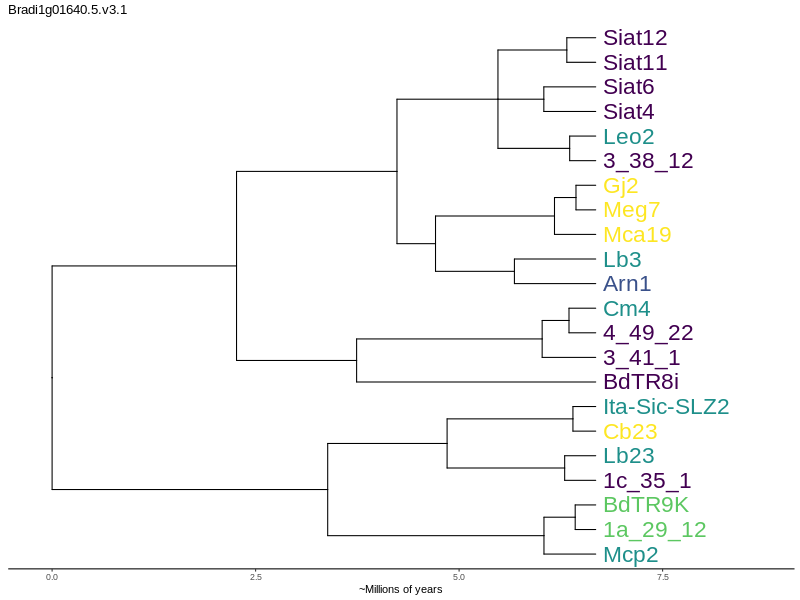 Bradi1g01640.5.v3.1
Siat12
Siat11
Siat6
Siat4
Leo2
3_38_12
Gj2
Meg7
Mca19
Lb3
Arn1
Cm4
4_49_22
3_41_1
BdTR8i
Ita-Sic-SLZ2
Cb23
Lb23
1c_35_1
BdTR9K
1a_29_12
Mcp2
0.0 2.5 5.0 7.5
~Millions of years